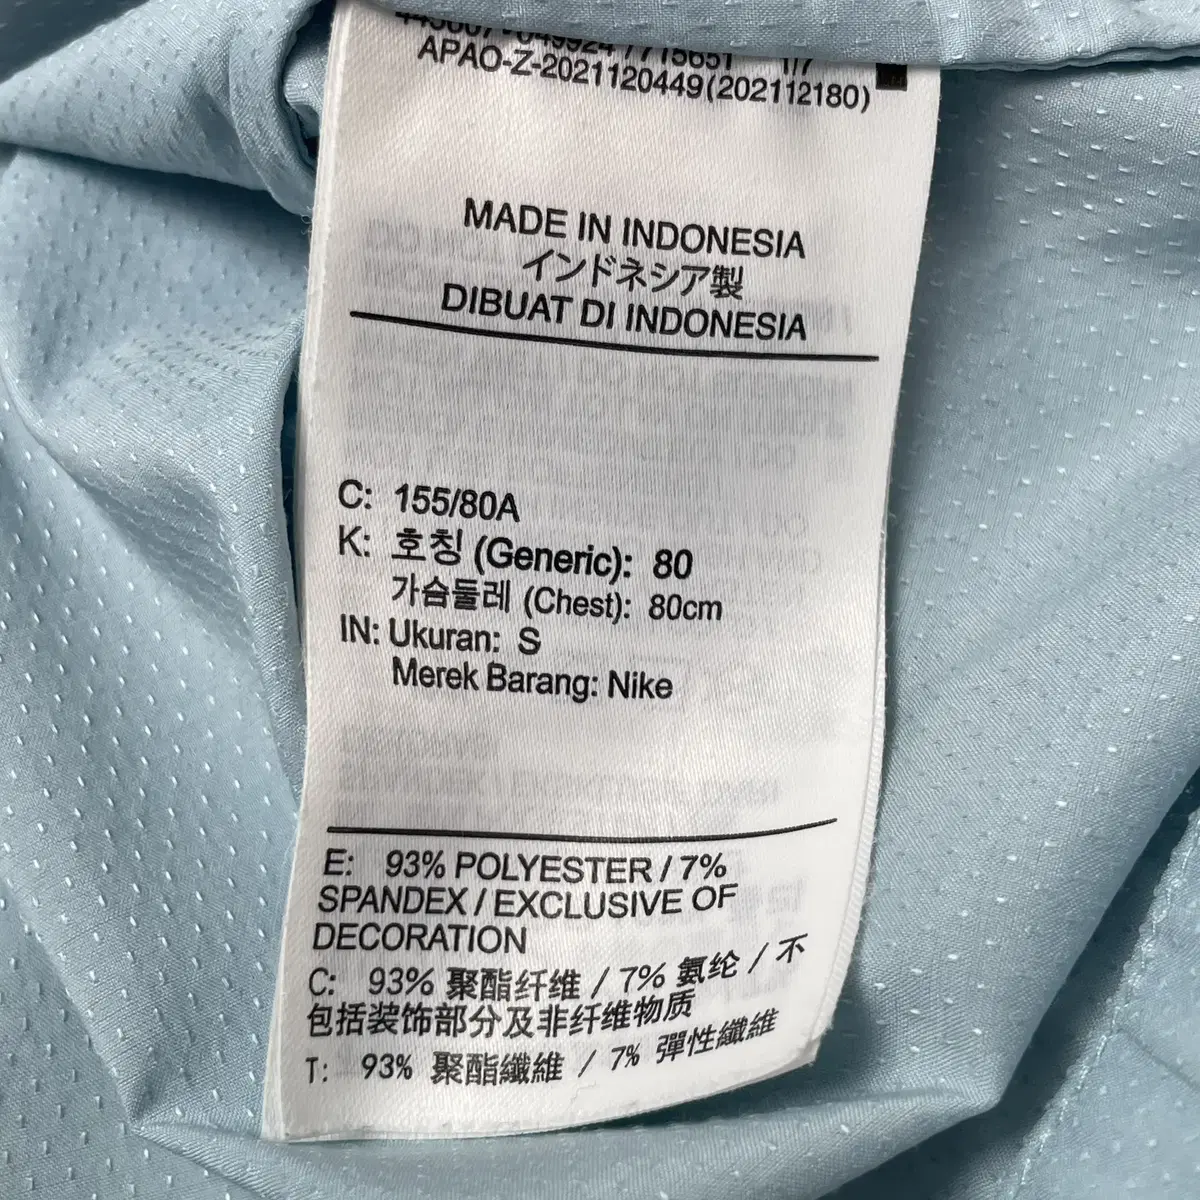 715651 1/7
APAO-Z-2021120449(202112180)
MADE IN INDONESIA
インドネシア製
DIBUAT DI INDONESIA
C: 155/80A
K: 호칭 (Generic): 80
가슴둘레 (Chest): 80cm
IN: Ukuran: S
Merek Barang: Nike
E: 93% POLYESTER / 7%
SPANDEX / EXCLUSIVE OF
DECORATION
C: 93% 聚酯纤维 / 7% 氨纶 / 不
包括装饰部分及非纤维物质
T: 93% 聚酯纖維 / 7% 彈性纖維